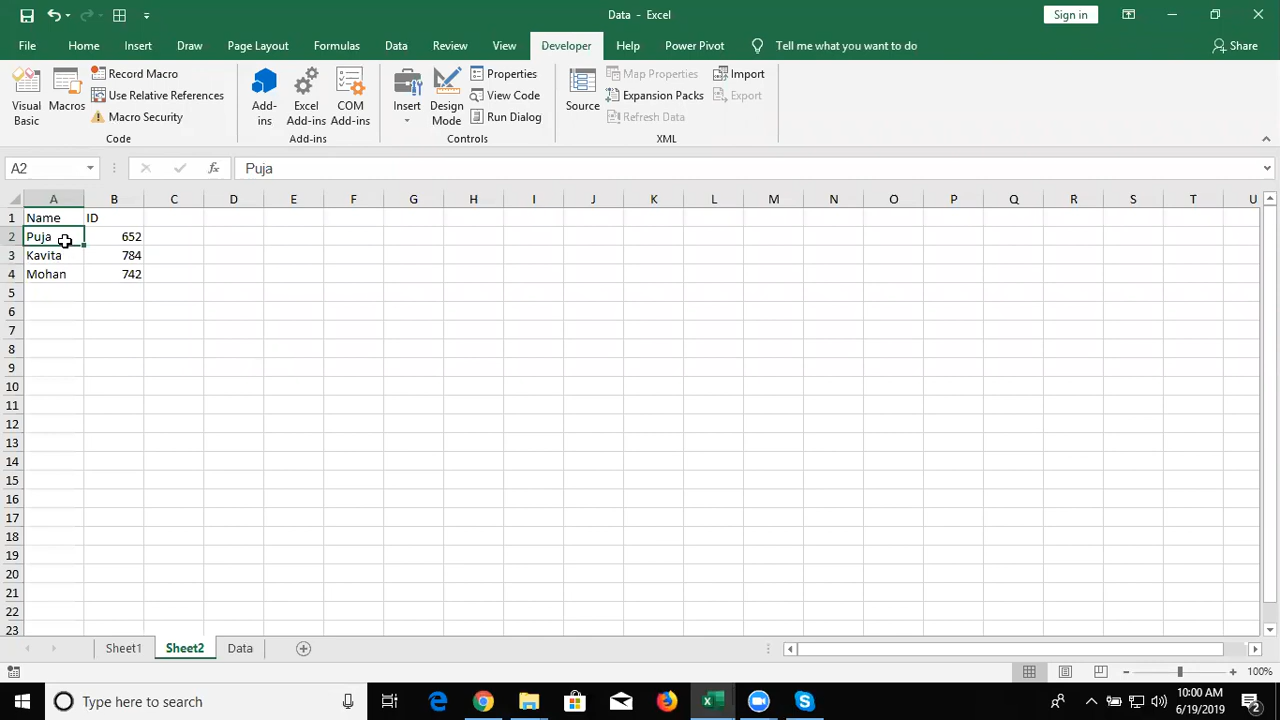 Data - Excel
Sign in
File Home Insert Draw Page Layout Formulas Data Review View Developer Help Power Pivot Tell me what you want to do Share
Visual Basic
Macros
Record Macro
Use Relative References
Macro Security
Code
Add-ins
Excel Add-ins
COM Add-ins
Add-ins
Insert
Design Mode
Properties
View Code
Run Dialog
Controls
Source
Map Properties
Expansion Packs
Refresh Data
Import
Export
XML
A2 fx Puja
A B C D E F G H I J K L M N O P Q R S T U
1 Name ID
2 Puja 652
3 Kavita 784
4 Mohan 742
5
6
7
8
9
10
11
12
13
14
15
16
17
18
19
20
21
22
23
Sheet1 Sheet2 Data
100%
Type here to search
10:00 AM
6/19/2019
2